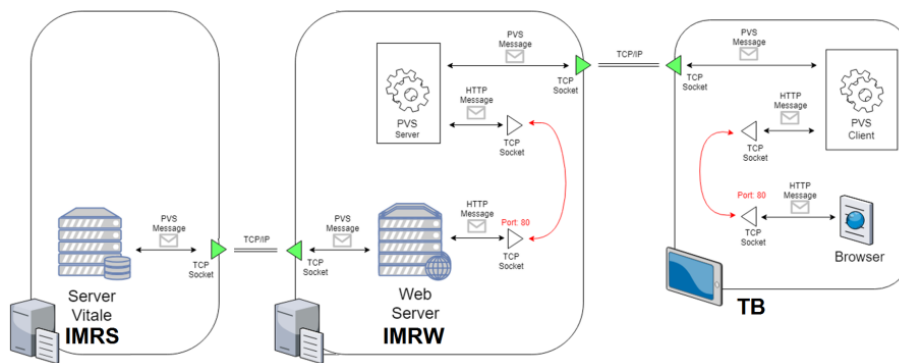 PVS
Message
TCP
Socket
TCP/IP
PVS
Message
TCP
Socket
PVS
Server
HTTP
Message
TCP
Socket
HTTP
Message
TCP
Socket
PVS
Client
PVS
Message
TCP
Socket
TCP/IP
TCP
Socket
PVS
Message
HTTP
Message
Port: 80
TCP
Socket
Port: 80
TCP
Socket
HTTP
Message
Browser
Server
Vitale
IMRS
Web
Server
IMRW
TB